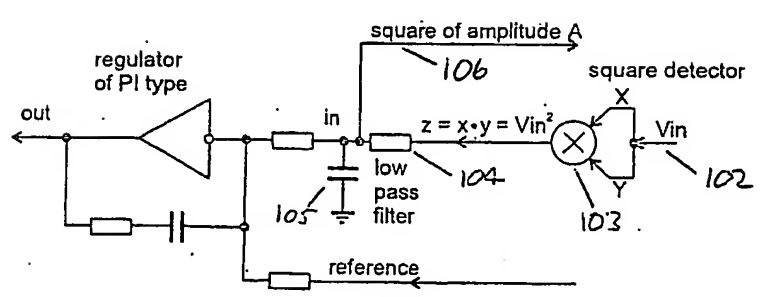 square of amplitude A
106
regulator
of PI type
square detector
out
in
z = x•y = Vin²
X
Vin
low
pass
filter
104
105
Y
103
102
reference